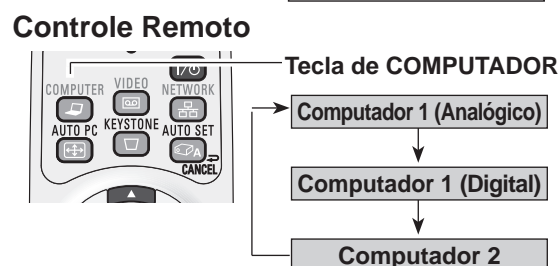 Controle Remoto
Tecla de COMPUTADOR
COMPUTER VIDEO NETWORK
AUTO PC KEYSTONE AUTO SET
CANCEL
Computador 1 (Analógico)
Computador 1 (Digital)
Computador 2